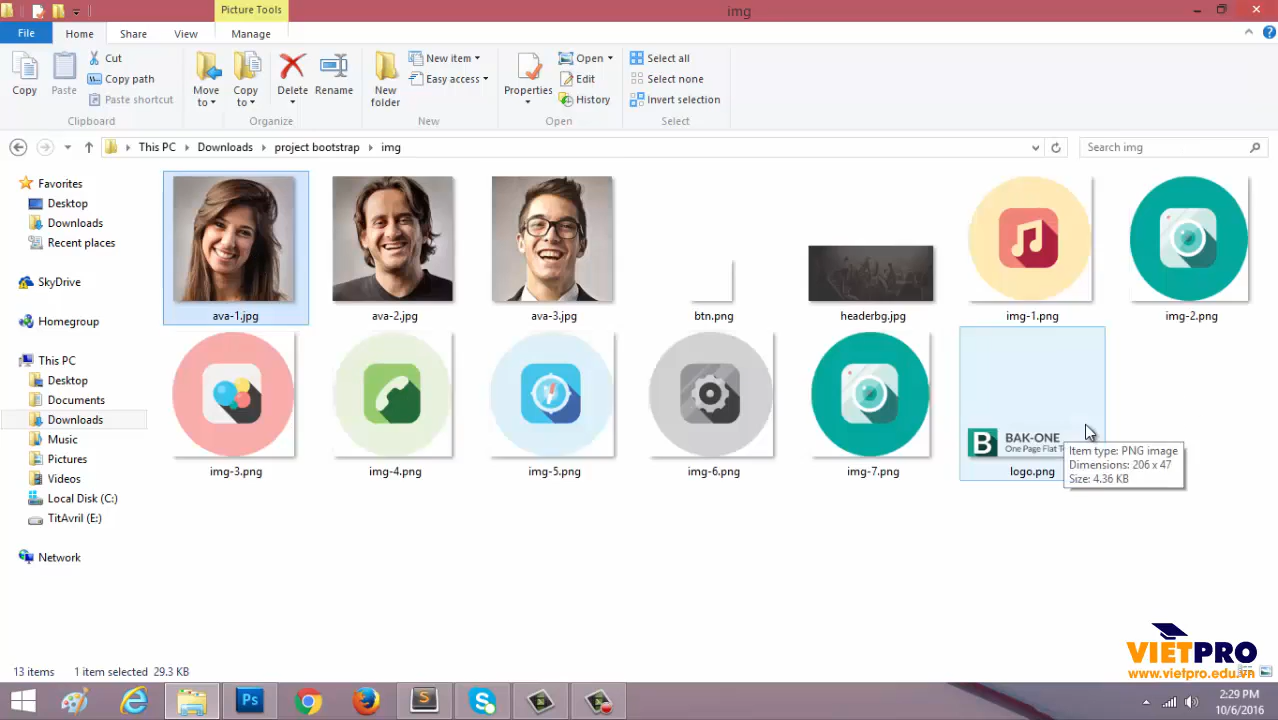 Picture Tools
img
File
Home
Share
View
Manage
Copy
Paste
Cut
Copy path
Paste shortcut
Clipboard
Move to
Copy to
Delete
Rename
Organize
New folder
New item
Easy access
New
Properties
Open
Edit
History
Open
Select all
Select none
Invert selection
Select
This PC
Downloads
project bootstrap
img
Search img
Favorites
Desktop
Downloads
Recent places
SkyDrive
Homegroup
This PC
Desktop
Documents
Downloads
Music
Pictures
Videos
Local Disk (C:)
TitAvril (E:)
Network
ava-1.jpg
ava-2.jpg
ava-3.jpg
btn.png
headerbg.jpg
img-1.png
img-2.png
img-3.png
img-4.png
img-5.png
img-6.png
img-7.png
B BAK-ONE
One Page Flat
logo.png
Item type: PNG image
Dimensions: 206 x 47
Size: 4.36 KB
VIETPRO
www.vietpro.edu.vn
13 items
1 item selected 29.3 KB
Ps
S
2:29 PM
10/6/2016